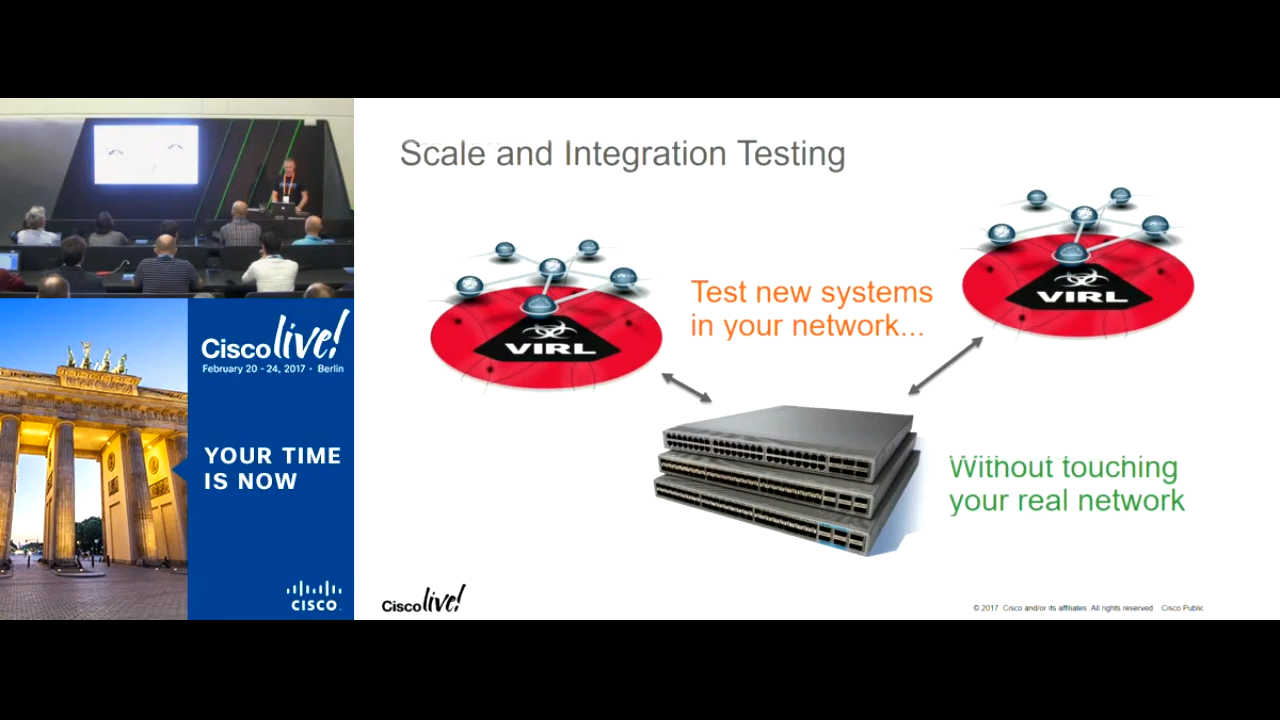 Scale and Integration Testing
Test new systems
in your network...
VIRL
VIRL
Without touching
your real network
Cisco live!
© 2017 Cisco and/or its affiliates All rights reserved Cisco Public
Cisco live!
February 20 - 24, 2017 • Berlin
YOUR TIME
IS NOW
CISCO.